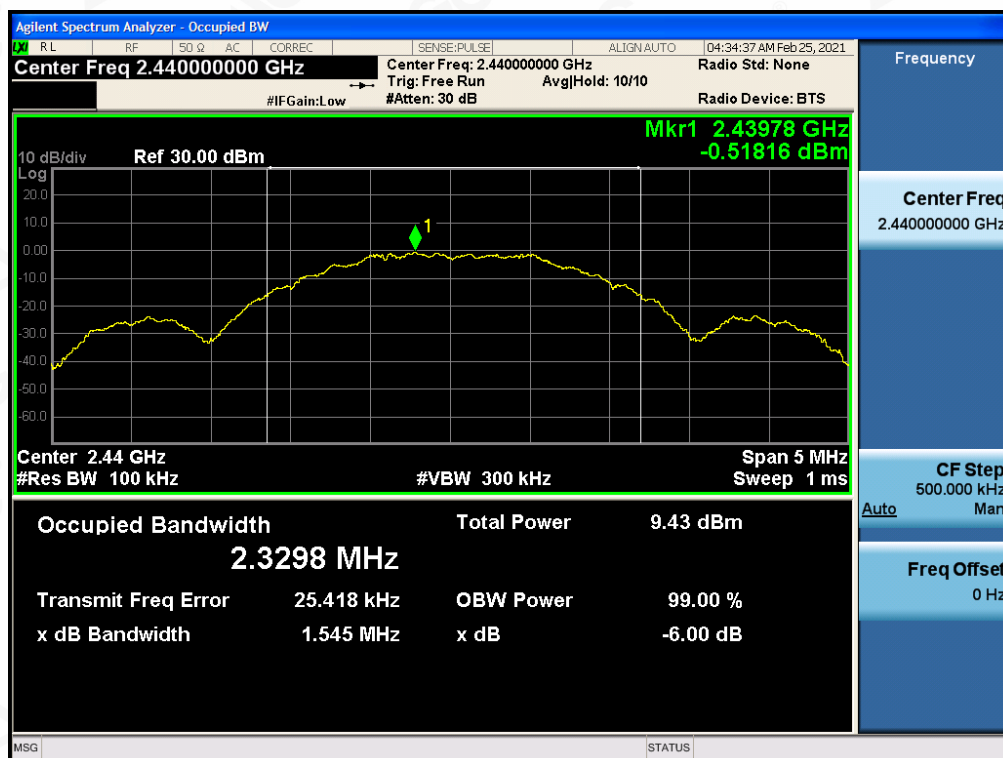 Agilent Spectrum Analyzer - Occupied BW
LXI RL RF 50 Ω AC CORREC SENSE:PULSE ALIGN AUTO 04:34:37 AM Feb 25, 2021
Center Freq 2.440000000 GHz
Center Freq: 2.440000000 GHz
Radio Std: None
Trig: Free Run
Avg|Hold: 10/10
#IFGain:Low
#Atten: 30 dB
Radio Device: BTS
Mkr1 2.43978 GHz
-0.51816 dBm
10 dB/div
Ref 30.00 dBm
Log
20.0
10.0
0.00
-10.0
-20.0
-30.0
-40.0
-50.0
-60.0
1
Center 2.44 GHz
Span 5 MHz
#Res BW 100 kHz
#VBW 300 kHz
Sweep 1 ms
Occupied Bandwidth
2.3298 MHz
Total Power 9.43 dBm
Transmit Freq Error 25.418 kHz
OBW Power 99.00 %
x dB Bandwidth 1.545 MHz
x dB -6.00 dB
Frequency
Center Freq
2.440000000 GHz
CF Step
500.000 kHz
Auto Man
Freq Offset
0 Hz
MSG
STATUS